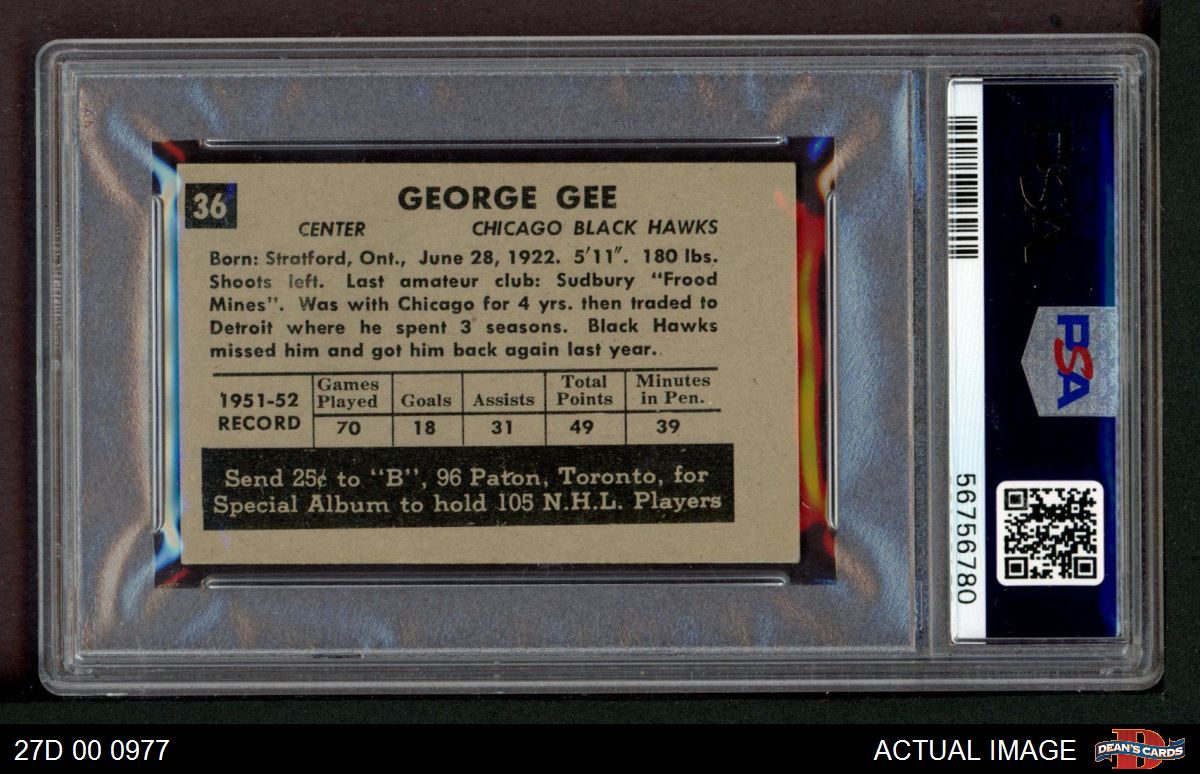 36
GEORGE GEE
CENTER CHICAGO BLACK HAWKS
Born: Stratford, Ont., June 28, 1922. 5'11". 180 lbs.
Shoots left. Last amateur club: Sudbury "Frood
Mines". Was with Chicago for 4 yrs. then traded to
Detroit where he spent 3 seasons. Black Hawks
missed him and got him back again last year.
1951-52 RECORD
Games Played Goals Assists Total Points Minutes in Pen.
70 18 31 49 39
Send 25¢ to "B", 96 Paton, Toronto, for
Special Album to hold 105 N.H.L. Players
PSA
PSA
56756780
27D 00 0977
ACTUAL IMAGE
D
DEAN'S CARDS